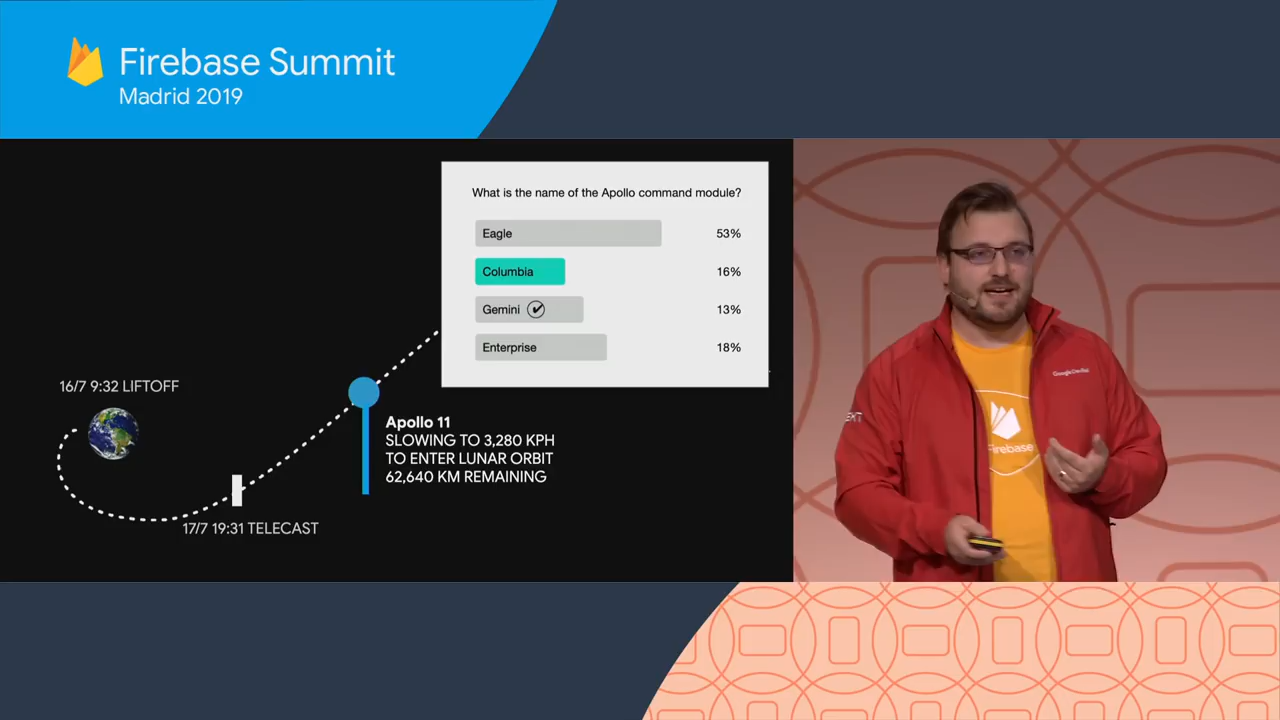 Firebase Summit
Madrid 2019
What is the name of the Apollo command module?
Eagle 53%
Columbia 16%
Gemini 13%
Enterprise 18%
16/7 9:32 LIFTOFF
Apollo 11
SLOWING TO 3,280 KPH
TO ENTER LUNAR ORBIT
62,640 KM REMAINING
17/7 19:31 TELECAST
Firebase